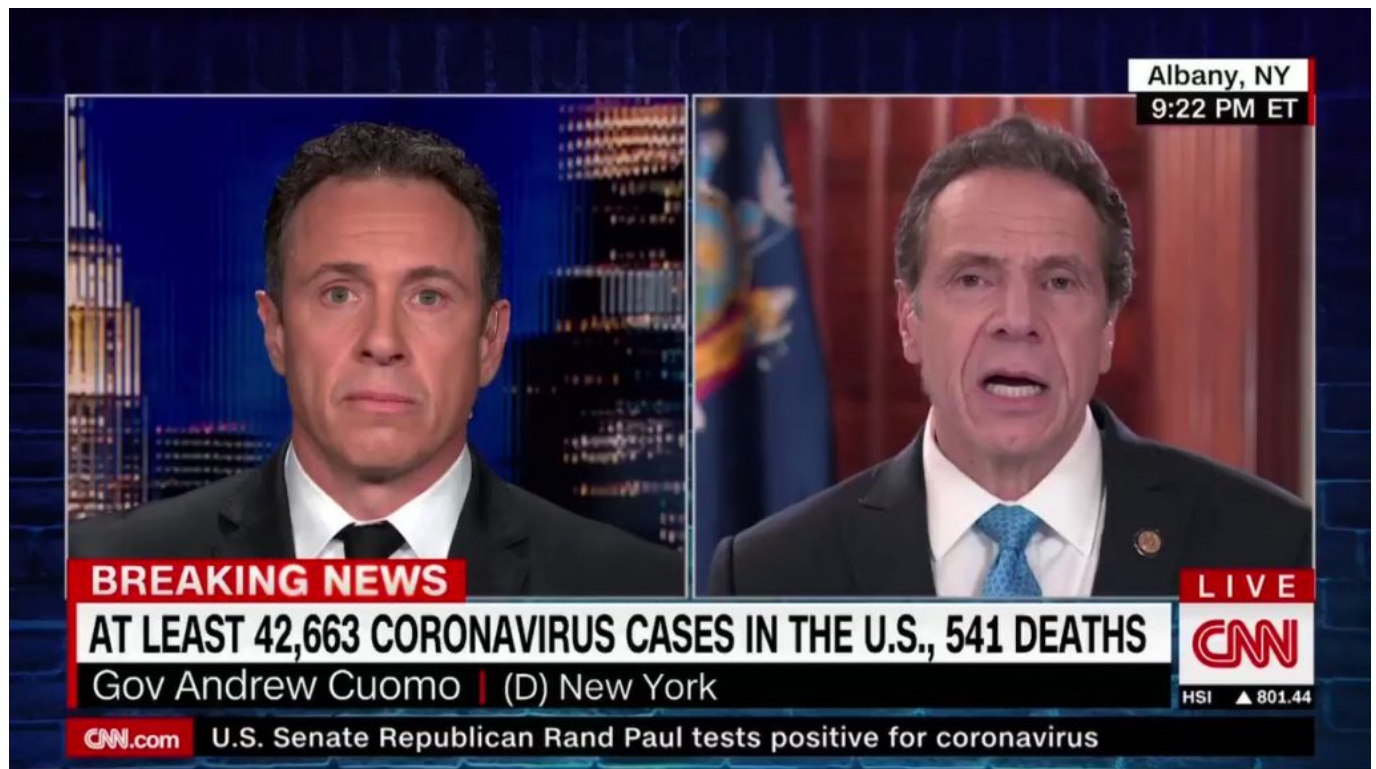 Albany, NY
9:22 PM ET
BREAKING NEWS
AT LEAST 42,663 CORONAVIRUS CASES IN THE U.S., 541 DEATHS
Gov Andrew Cuomo | (D) New York
LIVE
CNN
HSI ▲ 801.44
CNN.com U.S. Senate Republican Rand Paul tests positive for coronavirus